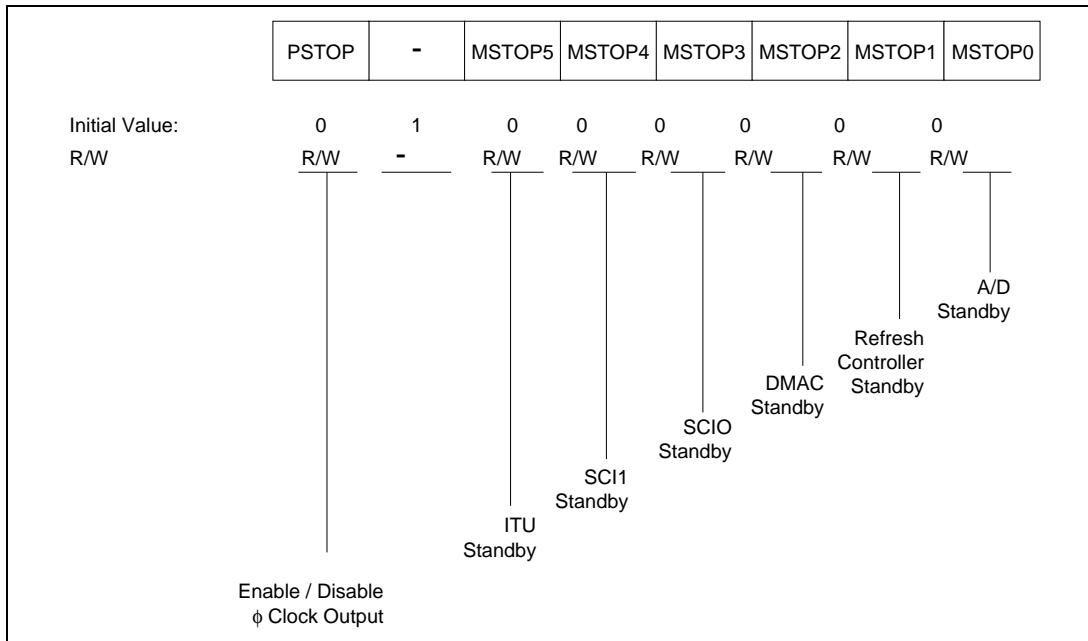 PSTOP - MSTOP5 MSTOP4 MSTOP3 MSTOP2 MSTOP1 MSTOP0
Initial Value: 0 1 0 0 0 0 0 0
R/W R/W - R/W R/W R/W R/W R/W R/W
A/D
Standby
Refresh
Controller
Standby
DMAC
Standby
SCIO
Standby
SCI1
Standby
ITU
Standby
Enable / Disable
ϕ Clock Output